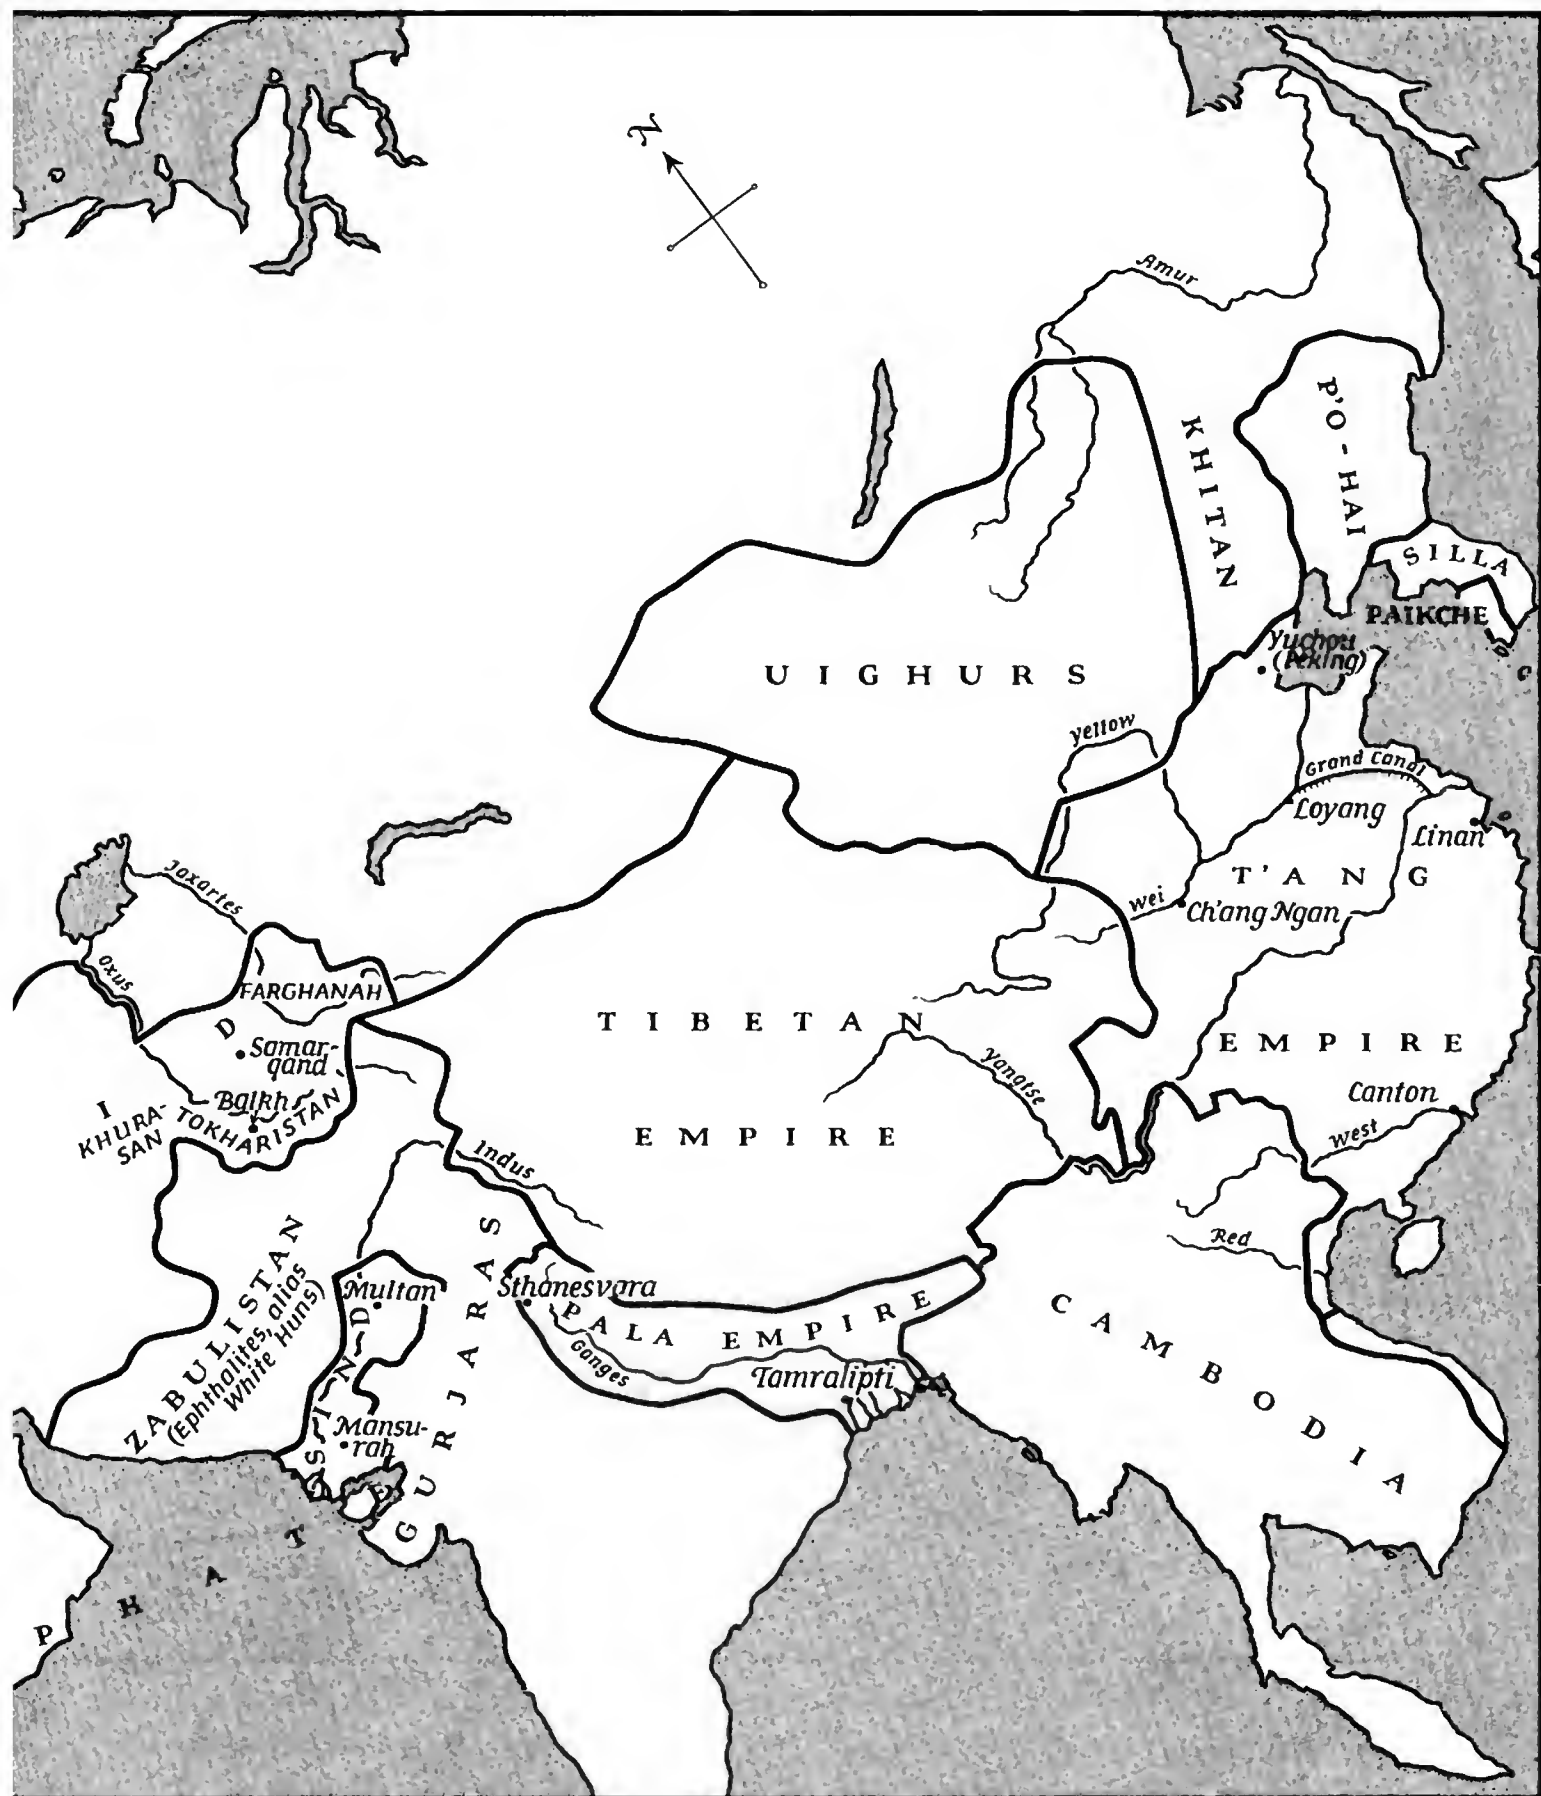 N
Amur
KHITAN
P'O-HAI
SILLA
PAIKCHE
Yuchou
(Peking)
UIGHURS
Yellow
Grand Canal
Loyang
Linan
T'ANG
Wei
Ch'ang Ngan
Jaxartes
Oxus
FARGHANAH
D
Samar-
qand
TIBETAN
EMPIRE
Yangtse
EMPIRE
Canton
West
Balkh
I
KHURA-
SAN
TOKHARISTAN
Indus
Red
ZABULISTAN
(Ephthalites, alias
White Huns)
Multan
SIND
Mansu-
rah
GURJARAS
Sthanesvara
PALA EMPIRE
Ganges
Tamralipti
CAMBODIA
PHAT